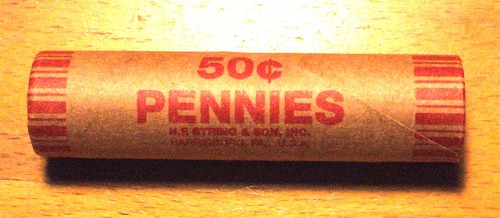 50¢
PENNIES
H.P. STRING & SON, INC.
HARRISBURG, PA., U.S.A.